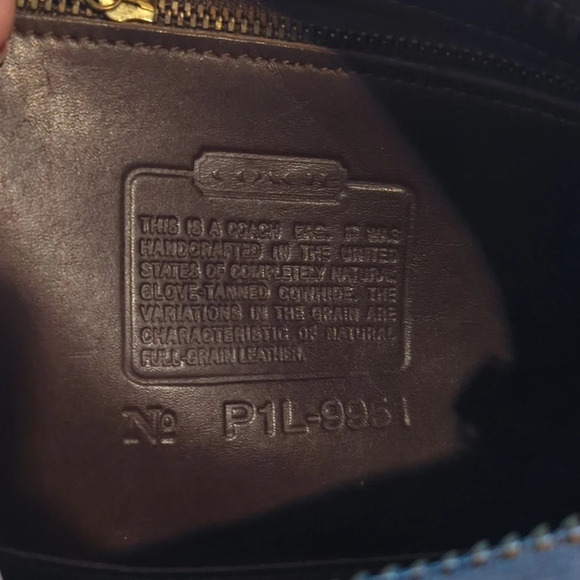 COACH
THIS IS A COACH BAG. IT WAS
HANDCRAFTED IN THE UNITED
STATES OF COMPLETELY NATURAL
GLOVE-TANNED COWHIDE. THE
VARIATIONS IN THE GRAIN ARE
CHARACTERISTIC OF NATURAL
FULL-GRAIN LEATHER.
No P1L-9951